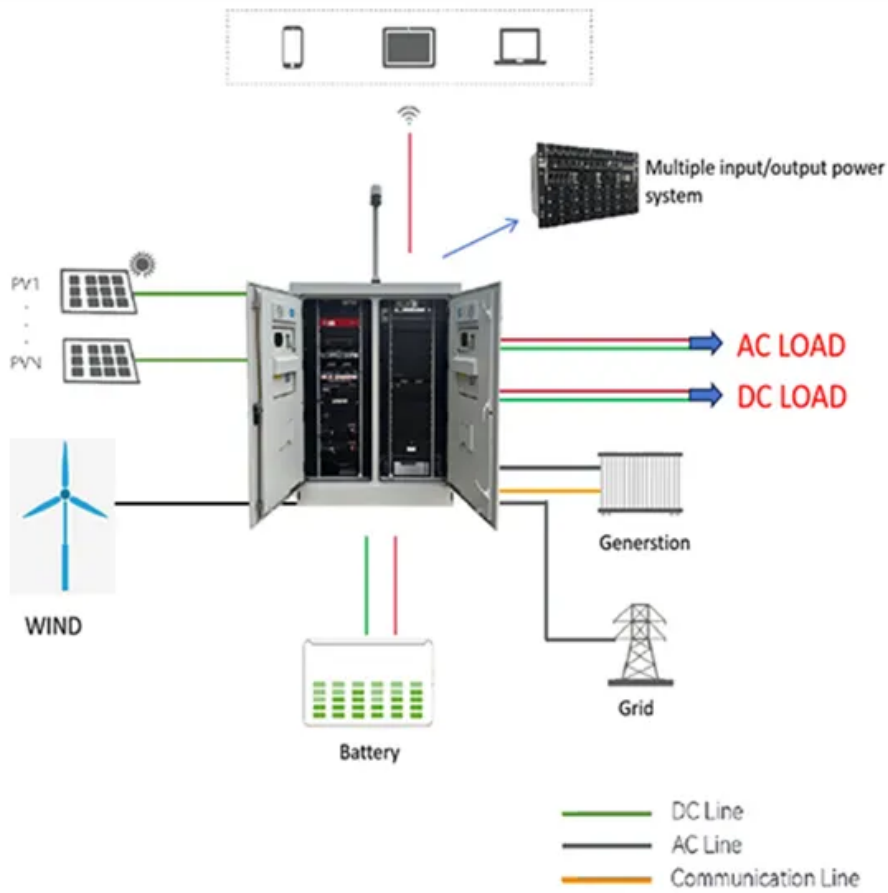 Multiple input/output power
system
PV1
PVN
AC LOAD
DC LOAD
WIND
Generstion
Grid
Battery
DC Line
AC Line
Communication Line